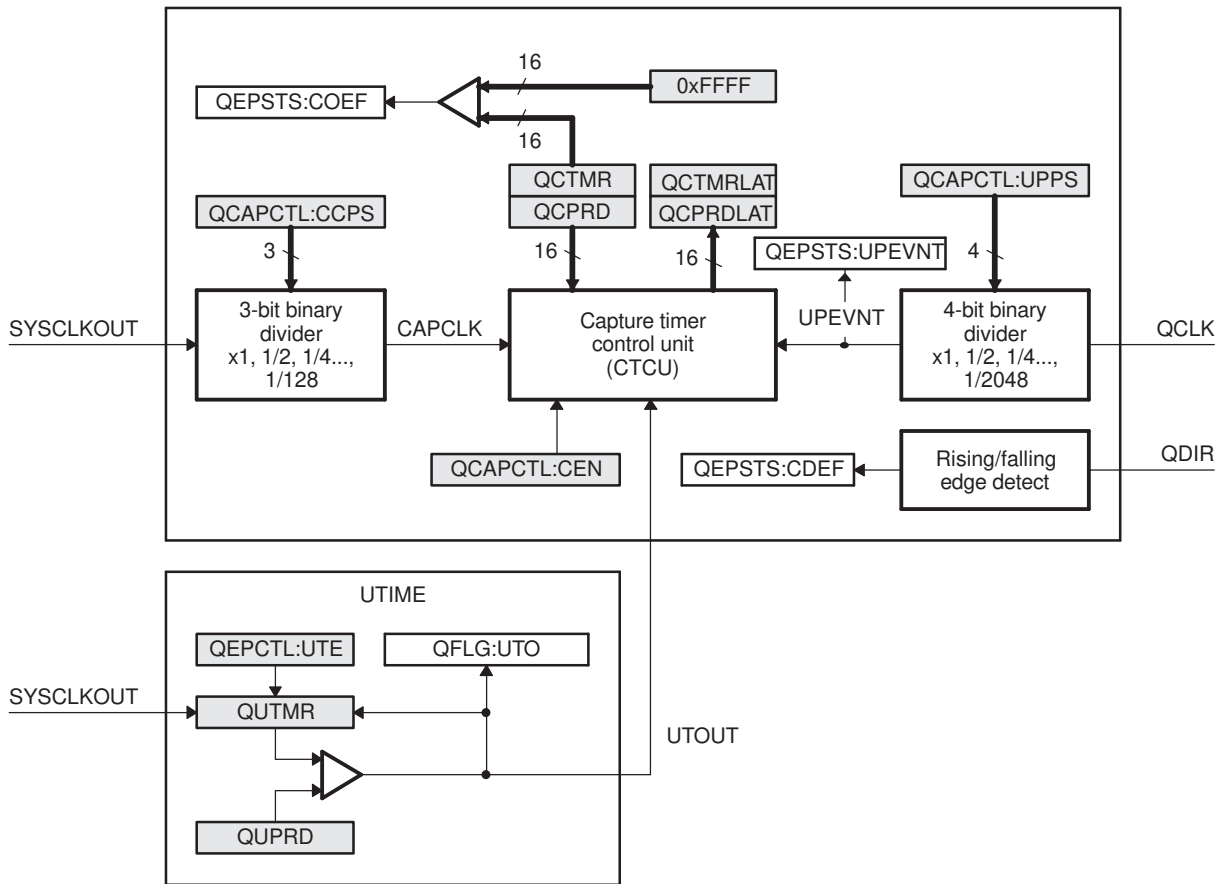 16
0xFFFF
QEPSTS:COEF
16
QCTMR
QCTMRLAT
QCAPCTL:UPPS
QCAPCTL:CCPS
QCPRD
QCPRDLAT
3
16
16
QEPSTS:UPEVNT
4
SYSCLKOUT
3-bit binary
divider
x1, 1/2, 1/4...,
1/128
CAPCLK
Capture timer
control unit
(CTCU)
UPEVNT
4-bit binary
divider
x1, 1/2, 1/4...,
1/2048
QCLK
QCAPCTL:CEN
QEPSTS:CDEF
Rising/falling
edge detect
QDIR
UTIME
QEPCTL:UTE
QFLG:UTO
SYSCLKOUT
QUTMR
UTOUT
QUPRD